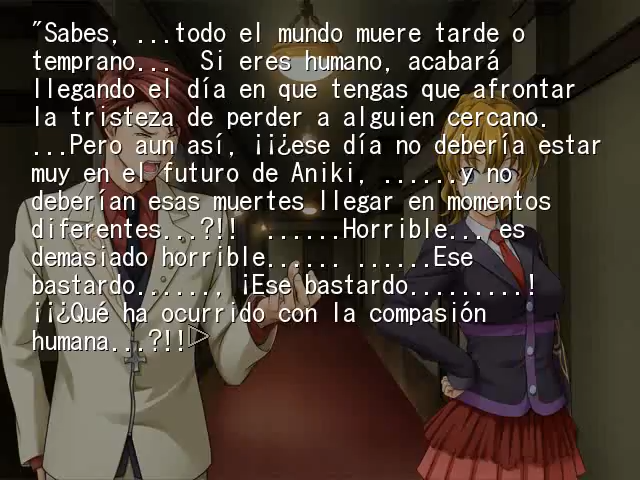 "Sabes, ...todo el mundo muere tarde o
temprano...  Si eres humano, acabará
llegando el día en que tengas que afrontar
la tristeza de perder a alguien cercano.
...Pero aun así, ¡¡¿ese día no debería estar
muy en el futuro de Aniki, ......y no
deberían esas muertes llegar en momentos
diferentes...?!!  ......Horrible... es
demasiado horrible...... ......Ese
bastardo......, ¡Ese bastardo.........!
¡¡¿Qué ha ocurrido con la compasión
humana...?!!